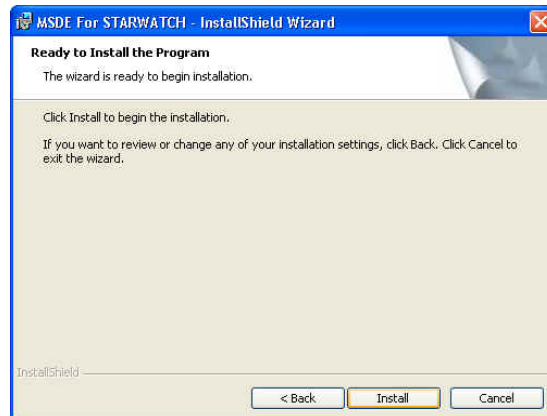 MSDE For STARWATCH - InstallShield Wizard
Ready to Install the Program
The wizard is ready to begin installation.
Click Install to begin the installation.
If you want to review or change any of your installation settings, click Back. Click Cancel to
exit the wizard.
InstallShield
< Back Install Cancel